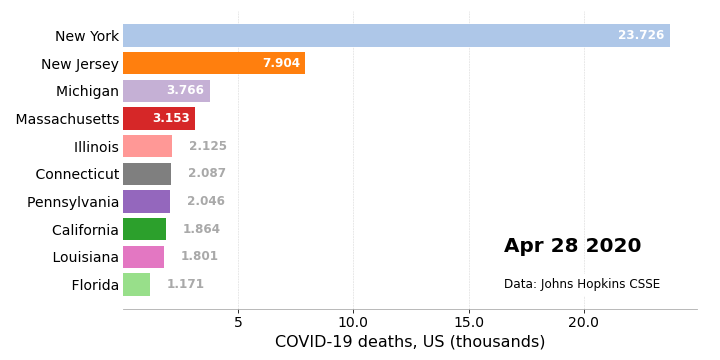 New York 23.726
New Jersey 7.904
Michigan 3.766
Massachusetts 3.153
Illinois 2.125
Connecticut 2.087
Pennsylvania 2.046
California 1.864
Louisiana 1.801
Florida 1.171
Apr 28 2020
Data: Johns Hopkins CSSE
5 10.0 15.0 20.0
COVID-19 deaths, US (thousands)